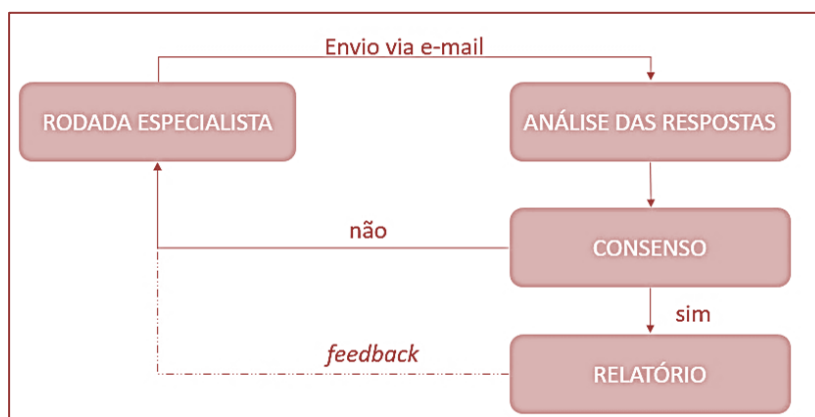 Envio via e-mail
RODADA ESPECIALISTA
ANÁLISE DAS RESPOSTAS
não
CONSENSO
sim
feedback
RELATÓRIO